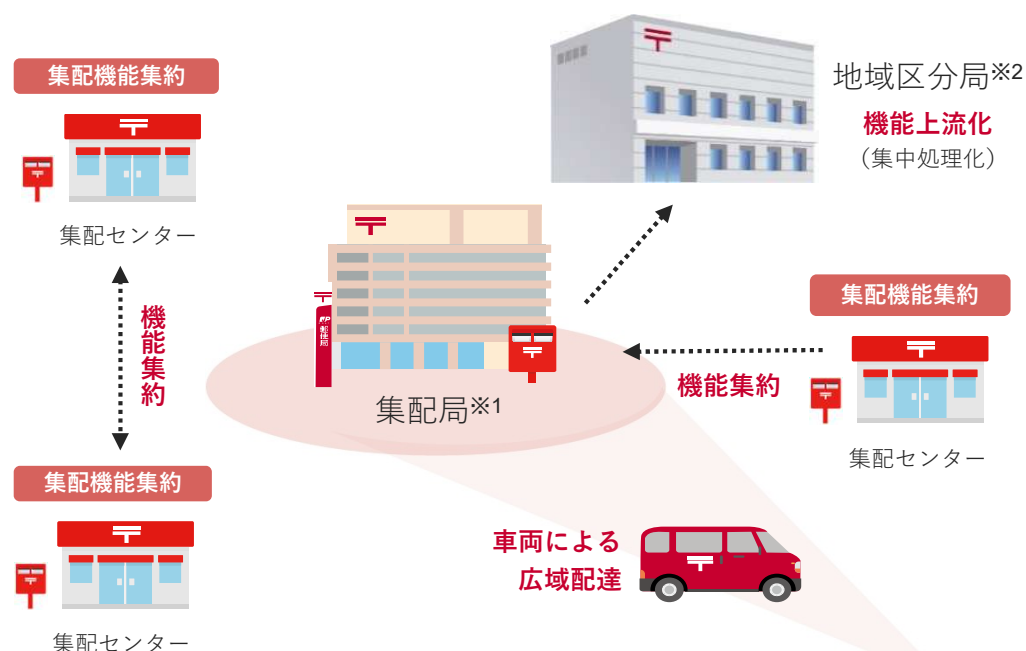 集配機能集約
集配センター
機能集約
集配機能集約
集配センター
地域区分局※2
機能上流化
（集中処理化）
郵便局
集配局※1
集配機能集約
機能集約
集配センター
車両による
広域配達